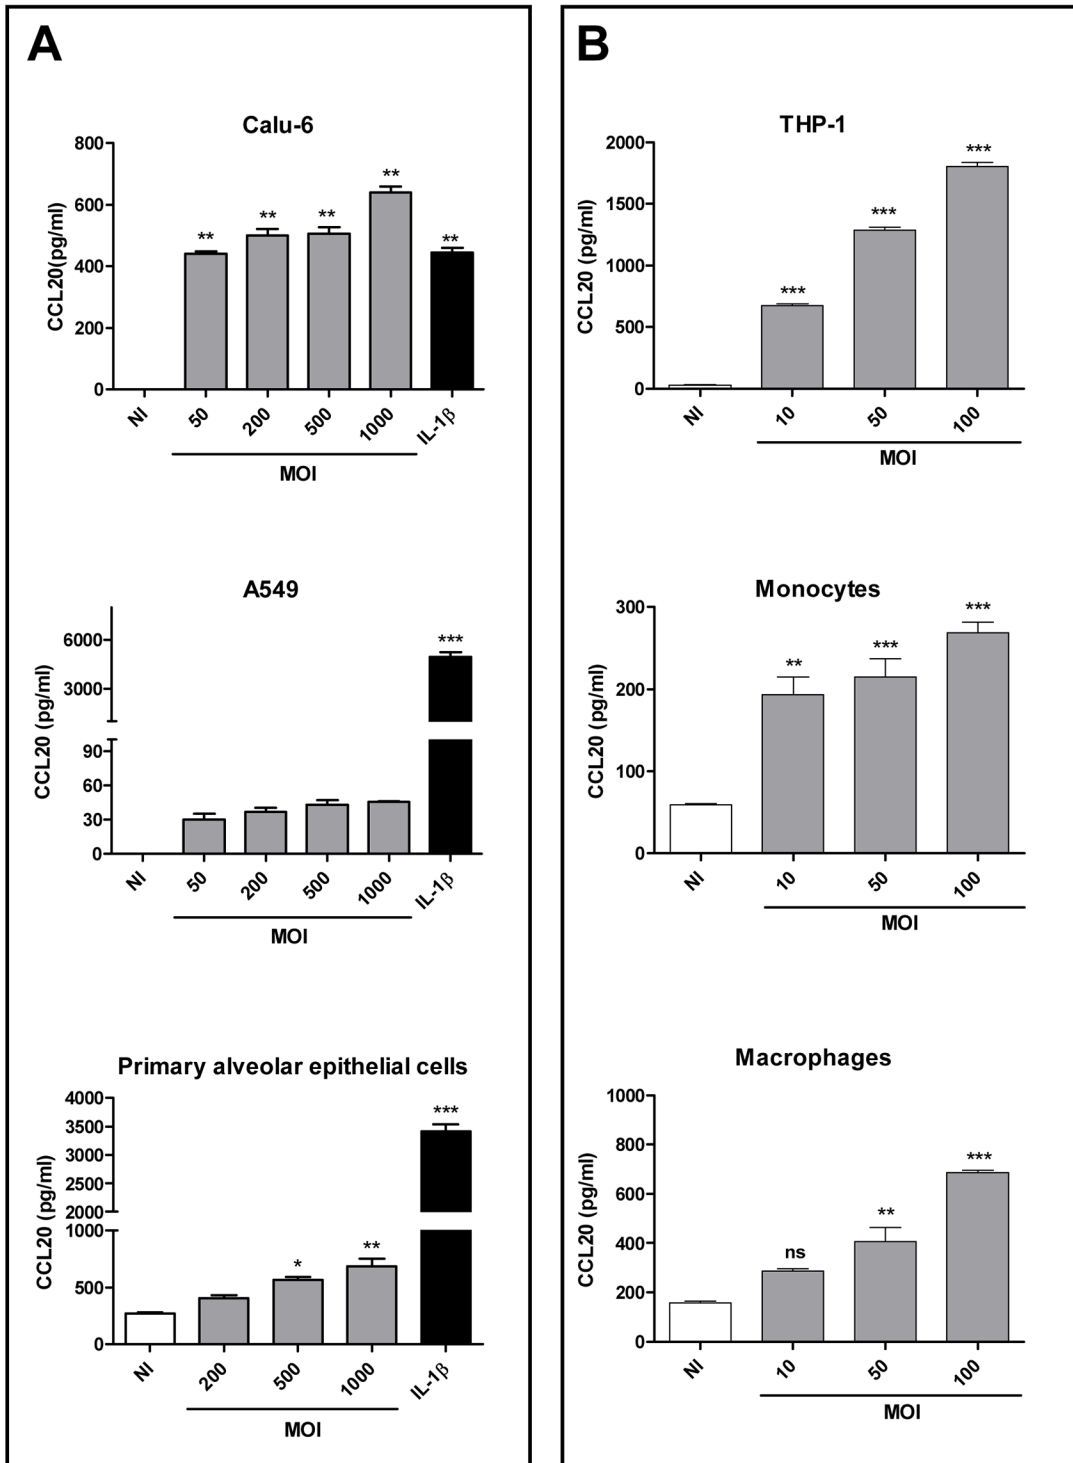 A
Calu-6
CCL20(pg/ml)
800
600
400
200
0
**
**
**
**
**
NI
50
200
500
1000
IL-1β
MOI
A549
CCL20 (pg/ml)
6000
3000
90
60
30
0
***
NI
50
200
500
1000
IL-1β
MOI
Primary alveolar epithelial cells
CCL20 (pg/ml)
4000
3500
3000
2500
2000
1000
500
0
*
**
***
NI
200
500
1000
IL-1β
MOI
B
THP-1
CCL20 (pg/ml)
2000
1500
1000
500
0
***
***
***
NI
10
50
100
MOI
Monocytes
CCL20 (pg/ml)
300
200
100
0
**
***
***
NI
10
50
100
MOI
Macrophages
CCL20 (pg/ml)
1000
800
600
400
200
0
ns
**
***
NI
10
50
100
MOI